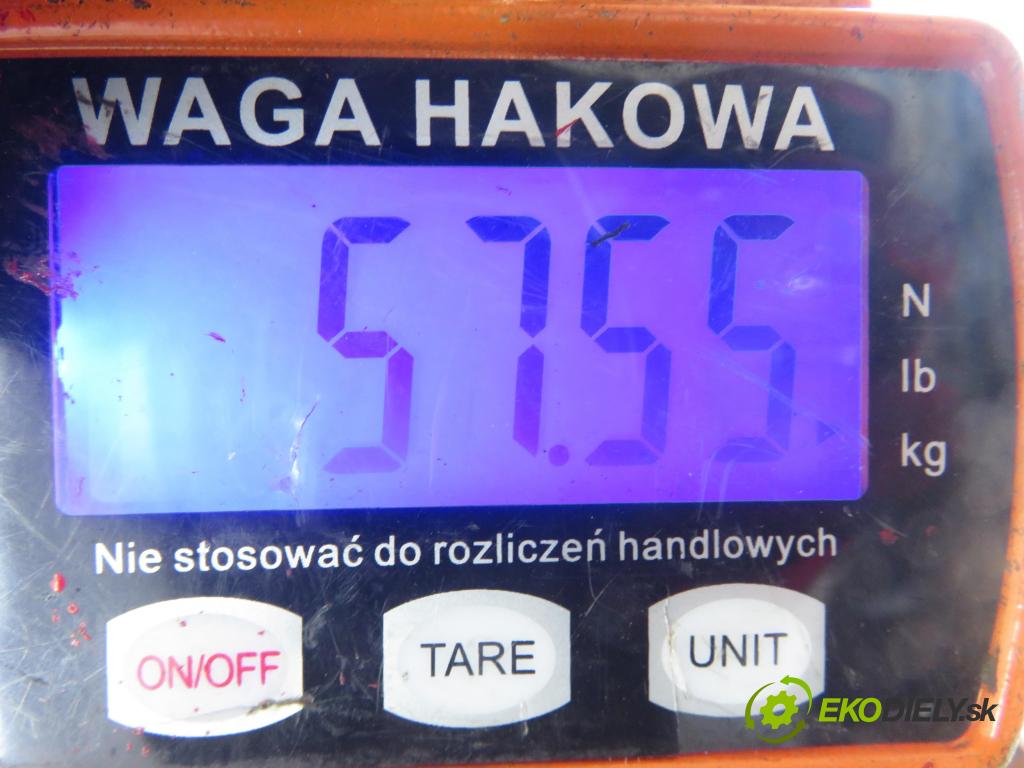 WAGA HAKOWA
57.55
N
lb
kg
Nie stosować do rozliczeń handlowych
ON/OFF TARE UNIT
EKODIELY.sk